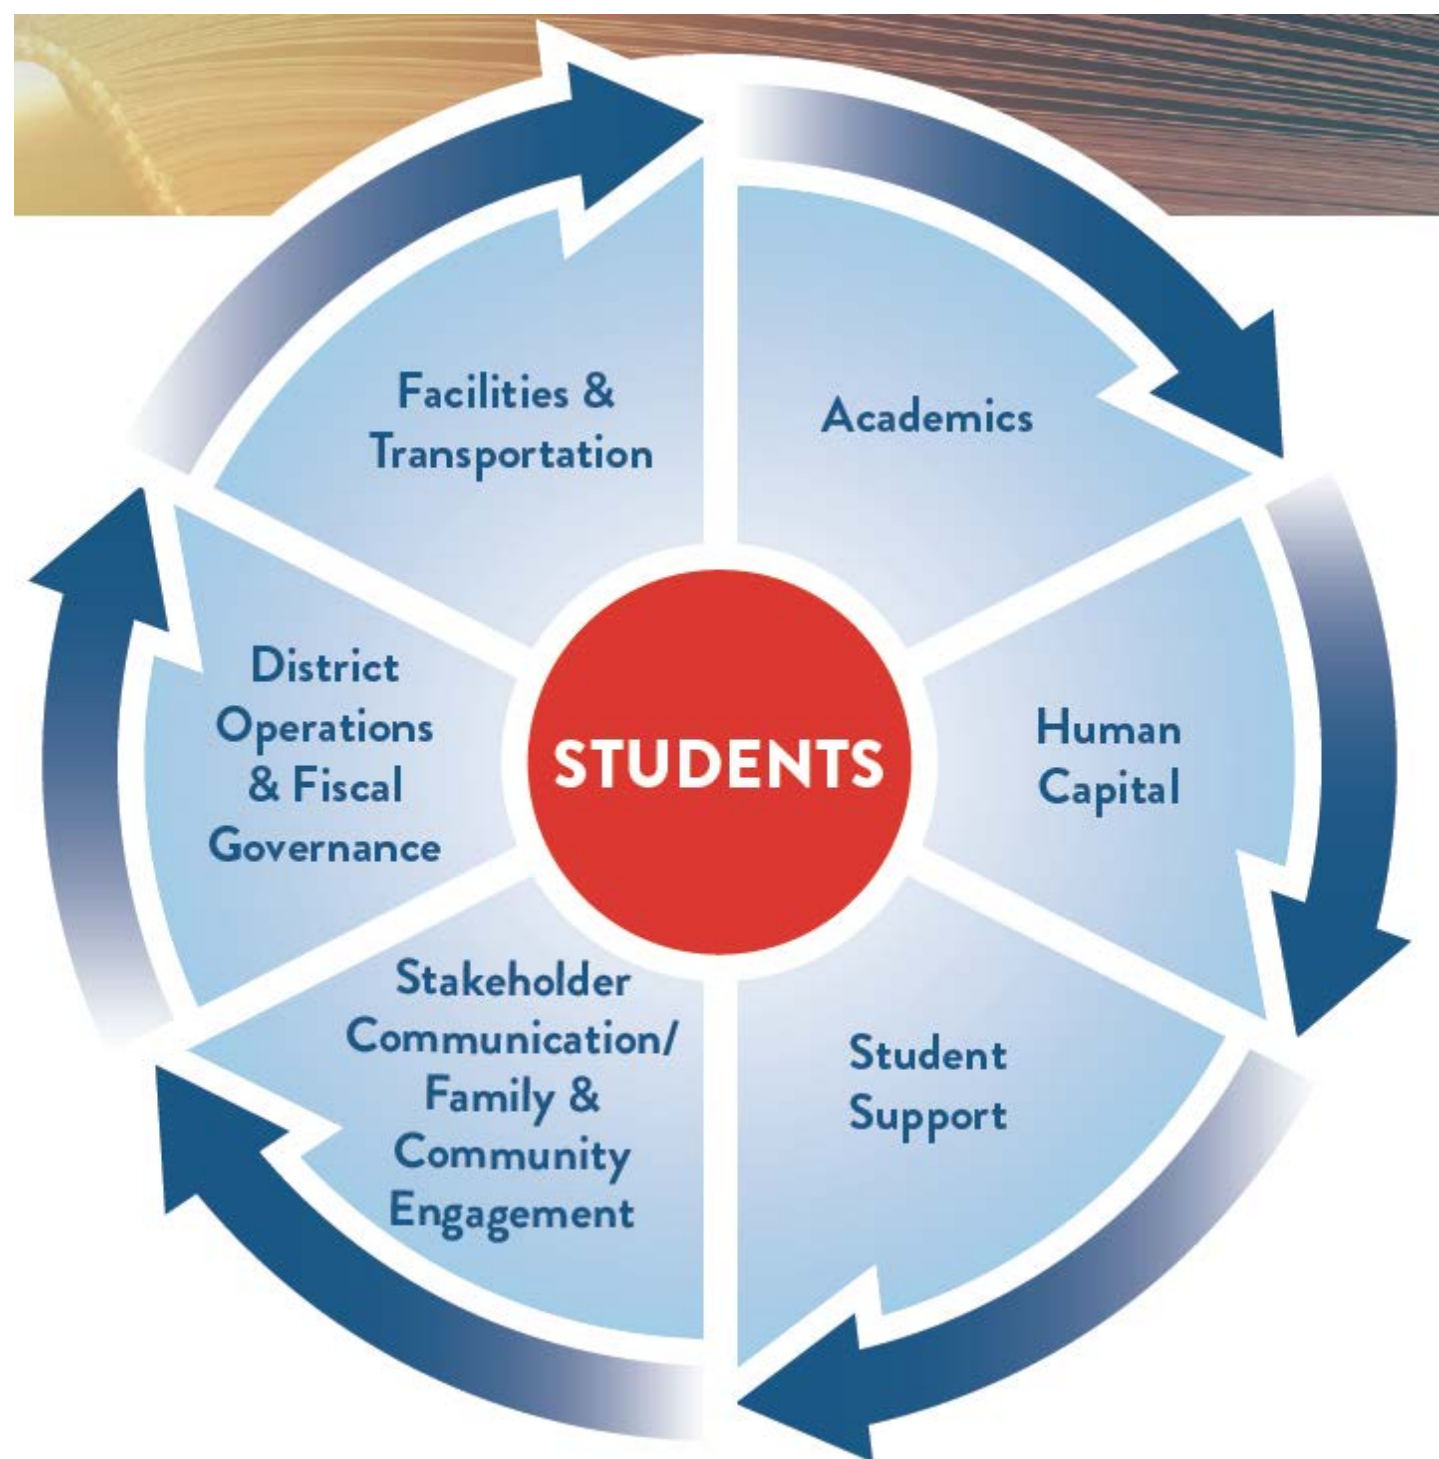 Facilities &
Transportation
Academics
District
Operations
& Fiscal
Governance
STUDENTS
Human
Capital
Stakeholder
Communication/
Family &
Community
Engagement
Student
Support